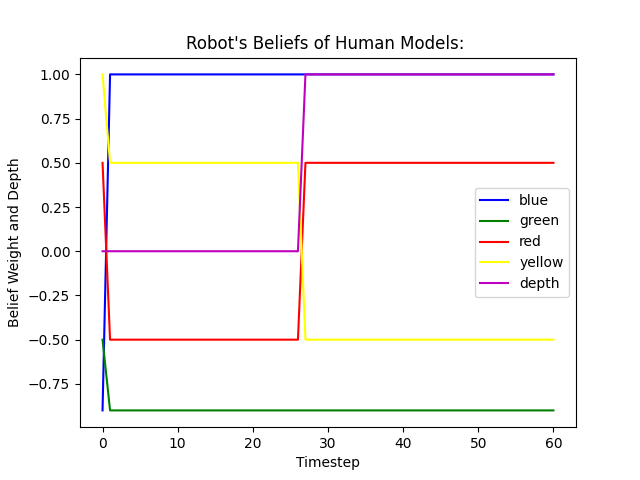 Robot's Beliefs of Human Models:
Belief Weight and Depth
1.00
0.75
0.50
0.25
0.00
−0.25
−0.50
−0.75
blue
green
red
yellow
depth
0 10 20 30 40 50 60
Timestep